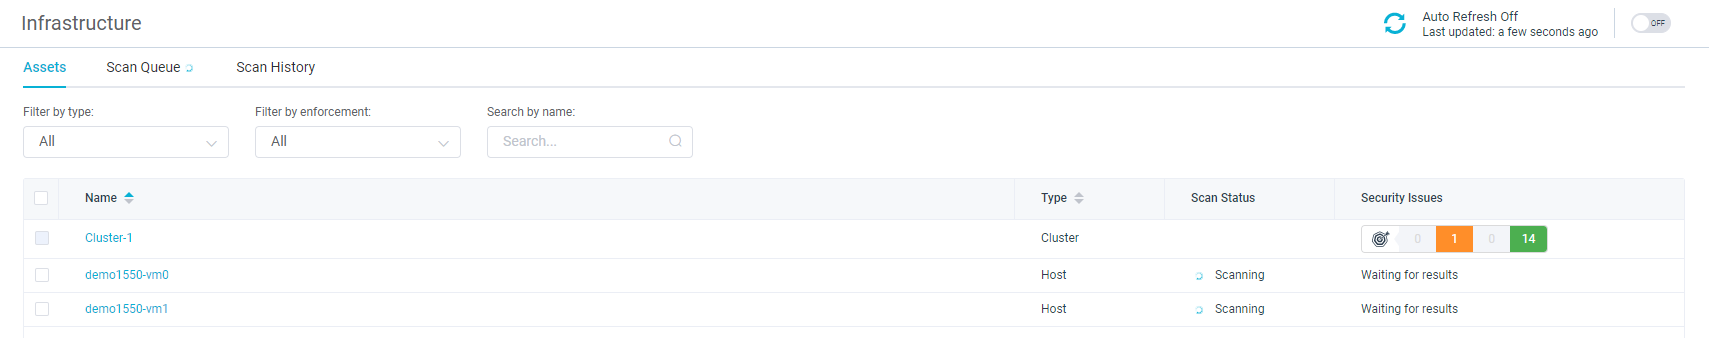 Infrastructure
Auto Refresh Off
Last updated: a few seconds ago
OFF
Assets Scan Queue Scan History
Filter by type: Filter by enforcement: Search by name:
All All Search...
Name Type Scan Status Security Issues
Cluster-1 Cluster 0 1 0 14
demo1550-vm0 Host Scanning Waiting for results
demo1550-vm1 Host Scanning Waiting for results